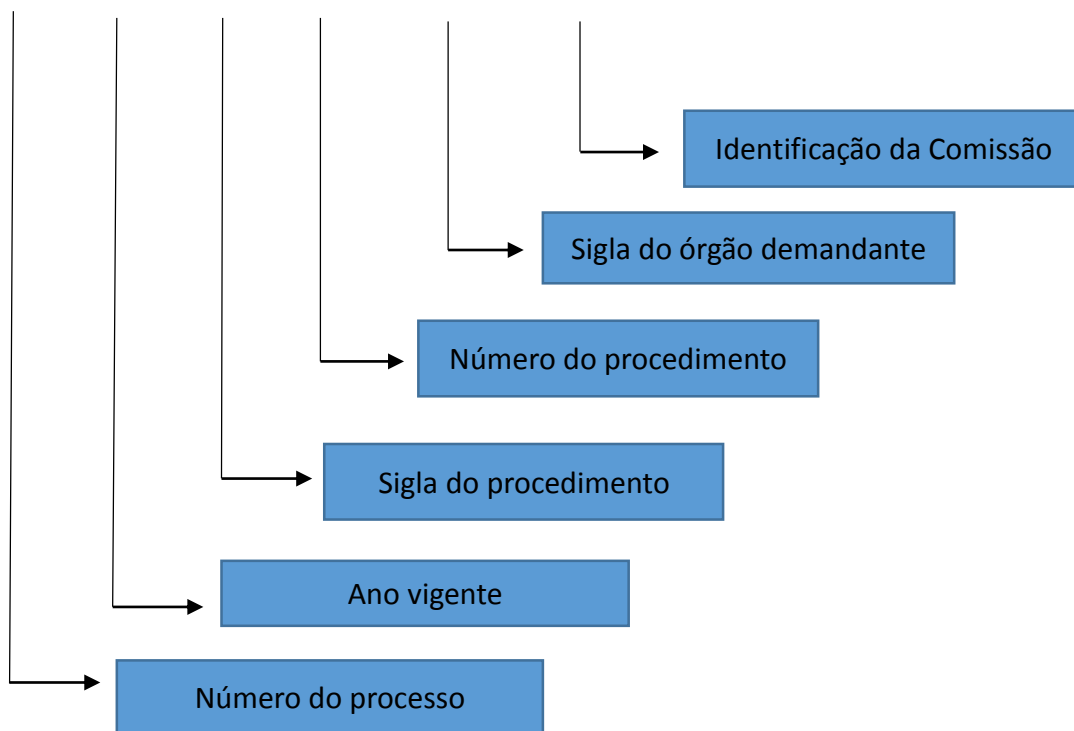 Identificação da Comissão
Sigla do órgão demandante
Número do procedimento
Sigla do procedimento
Ano vigente
Número do processo